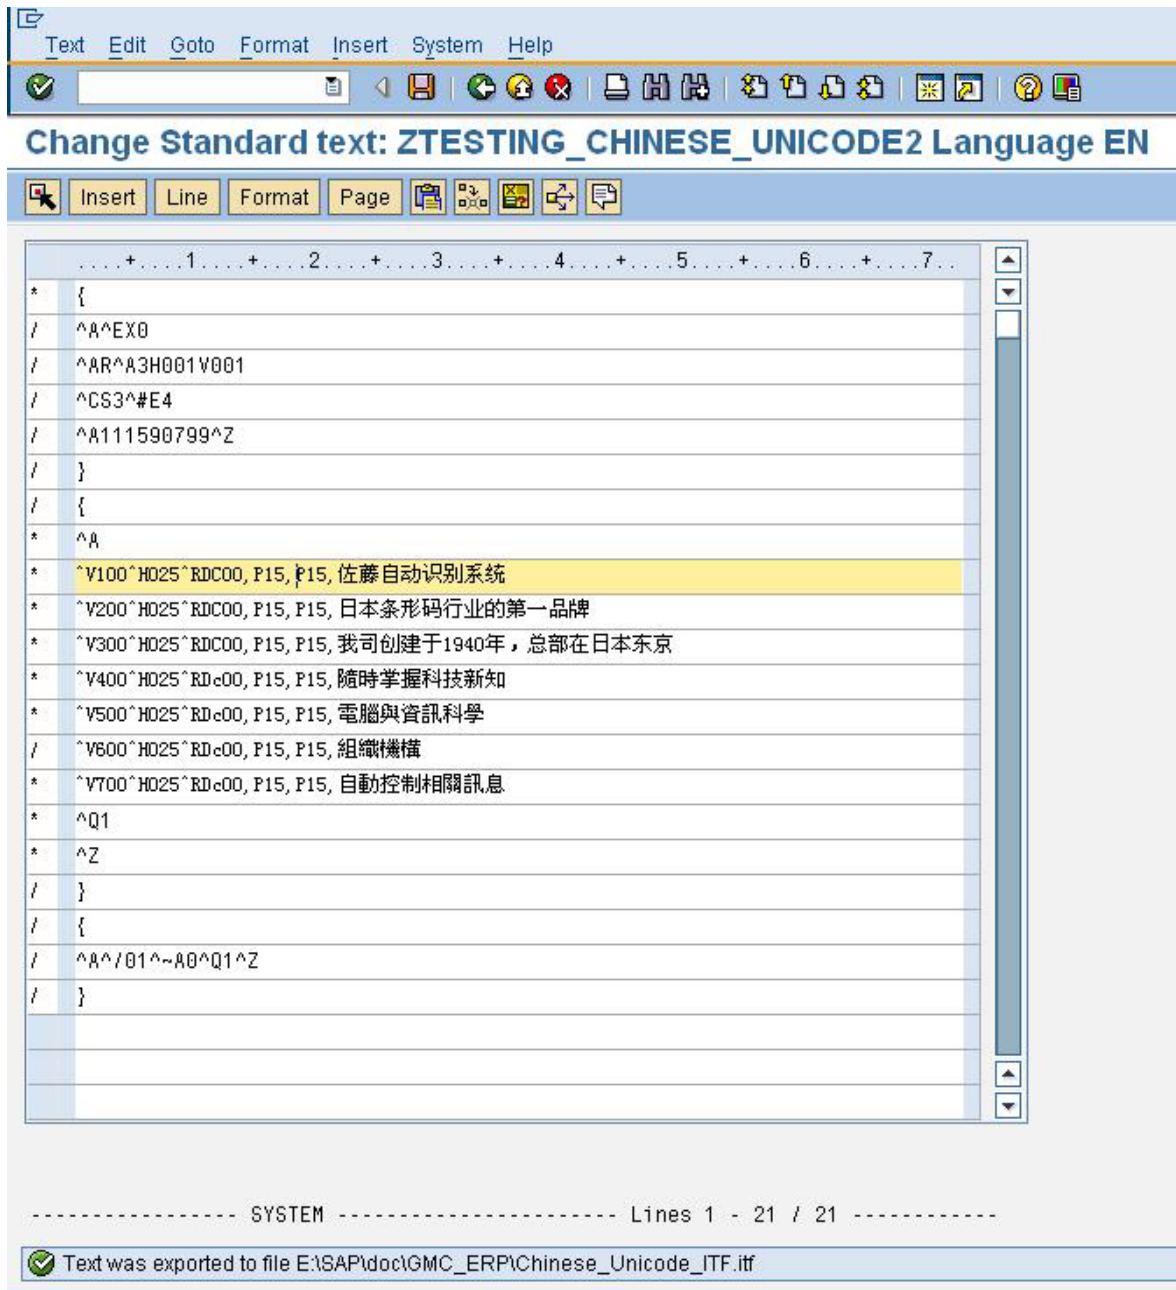 Text Edit Goto Format Insert System Help
Change Standard text: ZTESTING_CHINESE_UNICODE2 Language EN
Insert Line Format Page
....+....1....+....2....+....3....+....4....+....5....+....6....+....7..
* {
/ ^A^EX0
/ ^AR^A3H001V001
/ ^CS3^#E4
/ ^A111590799^Z
/ }
/ {
* ^A
* ^V100^H025^RDC00,P15,P15,佐藤自动识别系统
* ^V200^H025^RDC00,P15,P15,日本条形码行业的第一品牌
* ^V300^H025^RDC00,P15,P15,我司创建于1940年，总部在日本东京
* ^V400^H025^RDc00,P15,P15,隨時掌握科技新知
* ^V500^H025^RDc00,P15,P15,電腦與資訊科學
/ ^V600^H025^RDc00,P15,P15,組織機構
* ^V700^H025^RDc00,P15,P15,自動控制相關訊息
* ^Q1
* ^Z
/ }
/ {
/ ^A^/01^~A0^Q1^Z
/ }
----------------- SYSTEM ----------------------- Lines 1 - 21 / 21 ------------
Text was exported to file E:\SAP\doc\GMC_ERP\Chinese_Unicode_ITF.itf